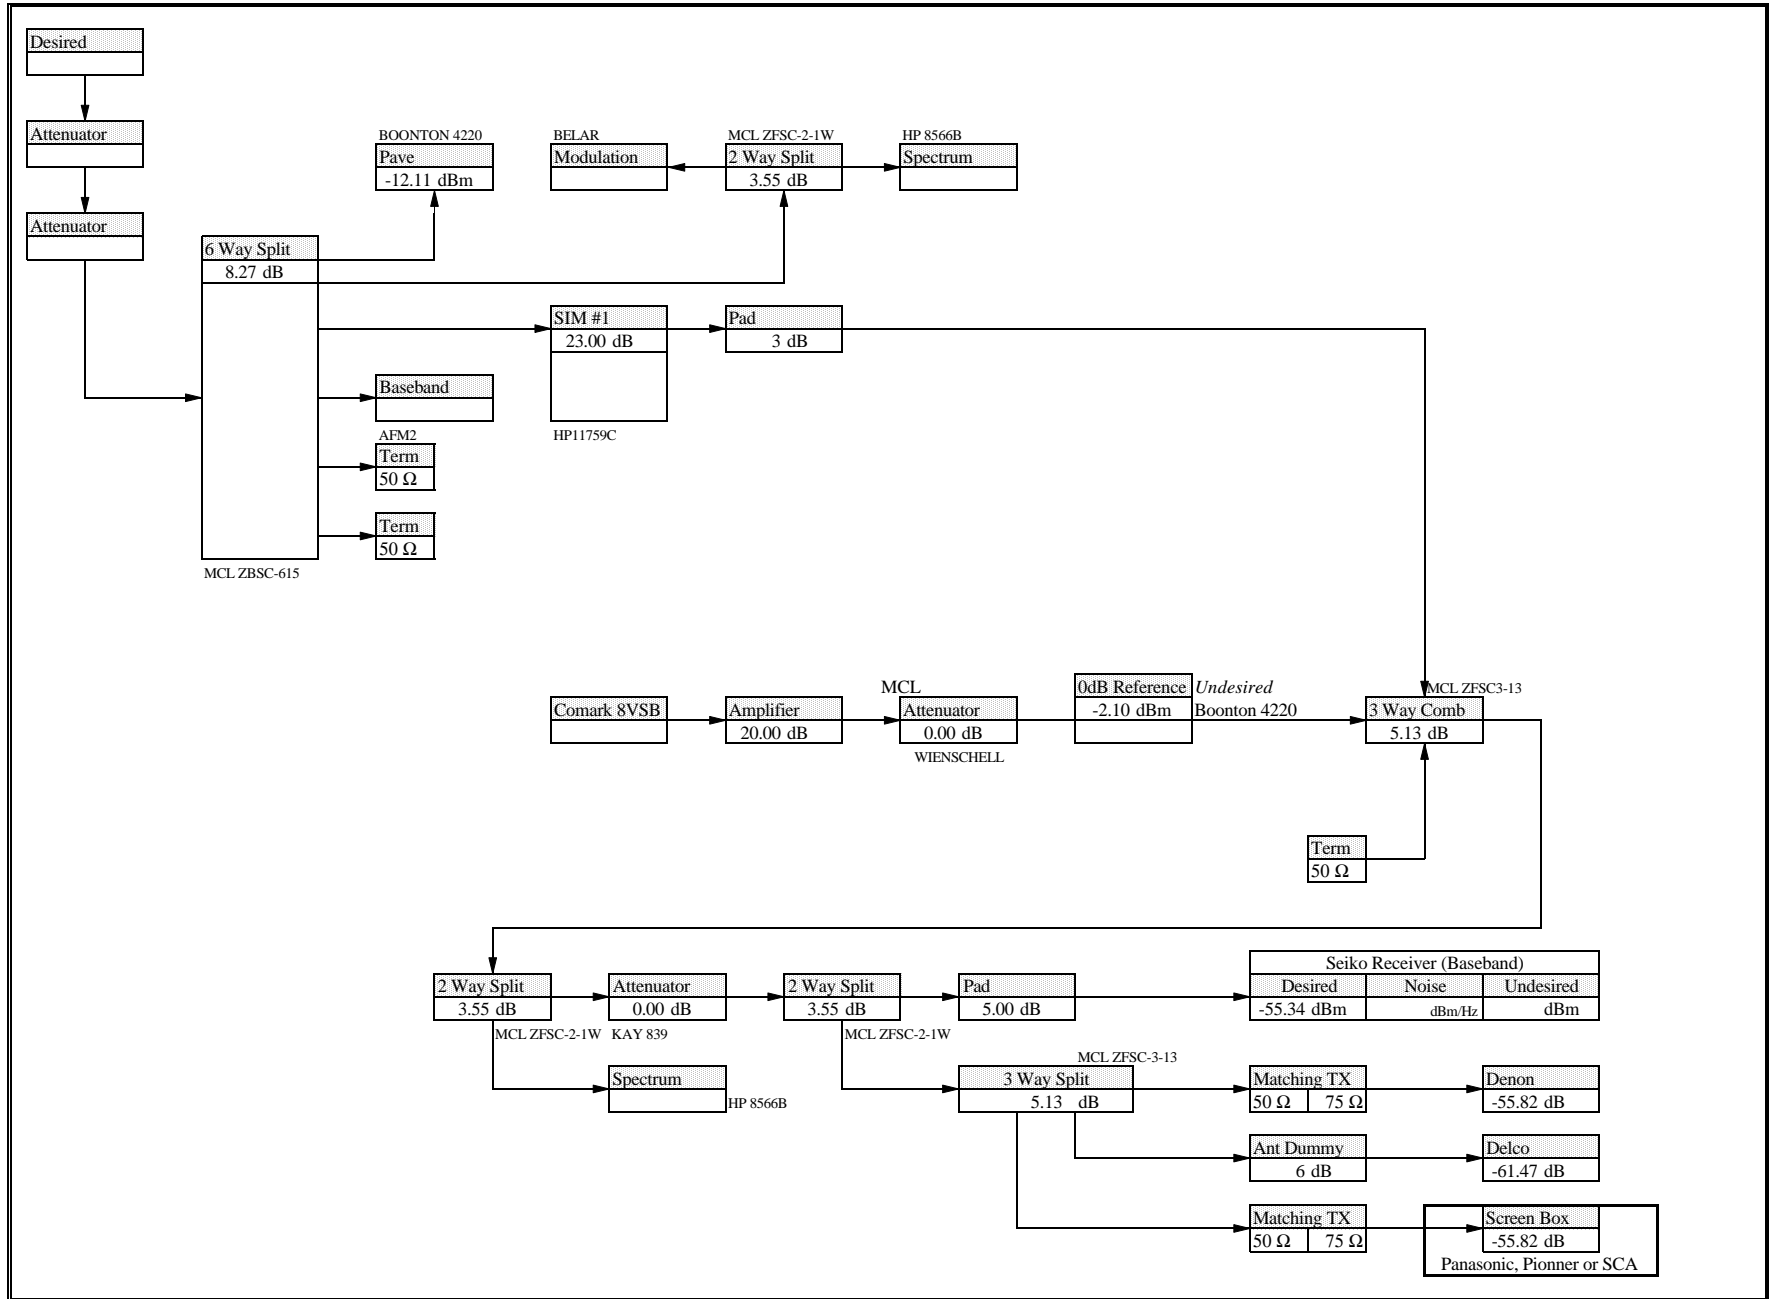 Desired
Attenuator
Attenuator
BOONTON 4220
Pave
-12.11 dBm
BELAR
Modulation
MCL ZFSC-2-1W
2 Way Split
3.55 dB
HP 8566B
Spectrum
6 Way Split
8.27 dB
MCL ZBSC-615
SIM #1
23.00 dB
HP11759C
Pad
3 dB
Baseband
AFM2
Term
50 Ω
Term
50 Ω
Comark 8VSB
Amplifier
20.00 dB
MCL
Attenuator
0.00 dB
WIENSCHELL
0dB Reference
-2.10 dBm
Undesired
Boonton 4220
MCL ZFSC3-13
3 Way Comb
5.13 dB
Term
50 Ω
2 Way Split
3.55 dB
MCL ZFSC-2-1W
Attenuator
0.00 dB
KAY 839
2 Way Split
3.55 dB
MCL ZFSC-2-1W
Pad
5.00 dB
Seiko Receiver (Baseband)
Desired Noise Undesired
-55.34 dBm dBm/Hz dBm
Spectrum
HP 8566B
MCL ZFSC-3-13
3 Way Split
5.13 dB
Matching TX
50 Ω 75 Ω
Denon
-55.82 dB
Ant Dummy
6 dB
Delco
-61.47 dB
Matching TX
50 Ω 75 Ω
Screen Box
-55.82 dB
Panasonic, Pionner or SCA